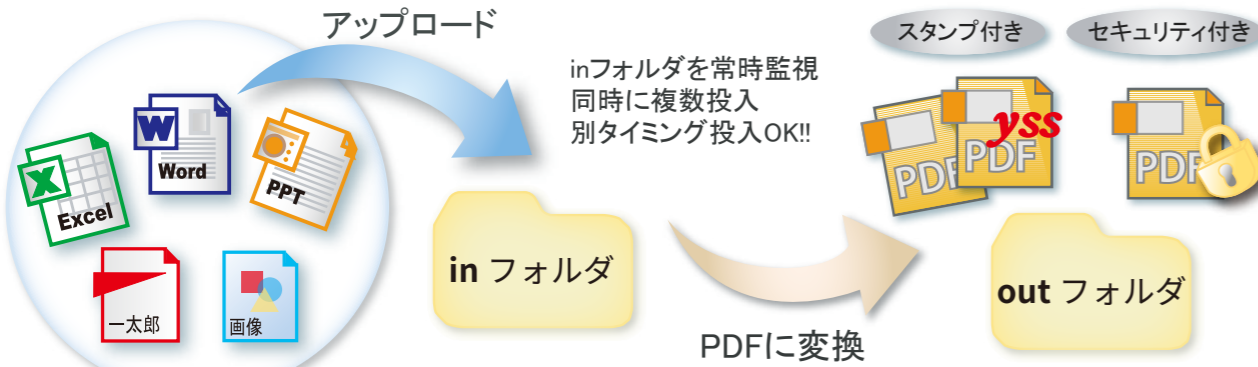 アップロード
W
Word
X
Excel
PPT
一太郎
画像
inフォルダを常時監視
同時に複数投入
別タイミング投入OK!!
in フォルダ
PDFに変換
スタンプ付き
セキュリティ付き
PDF
yss
PDF
PDF
out フォルダ